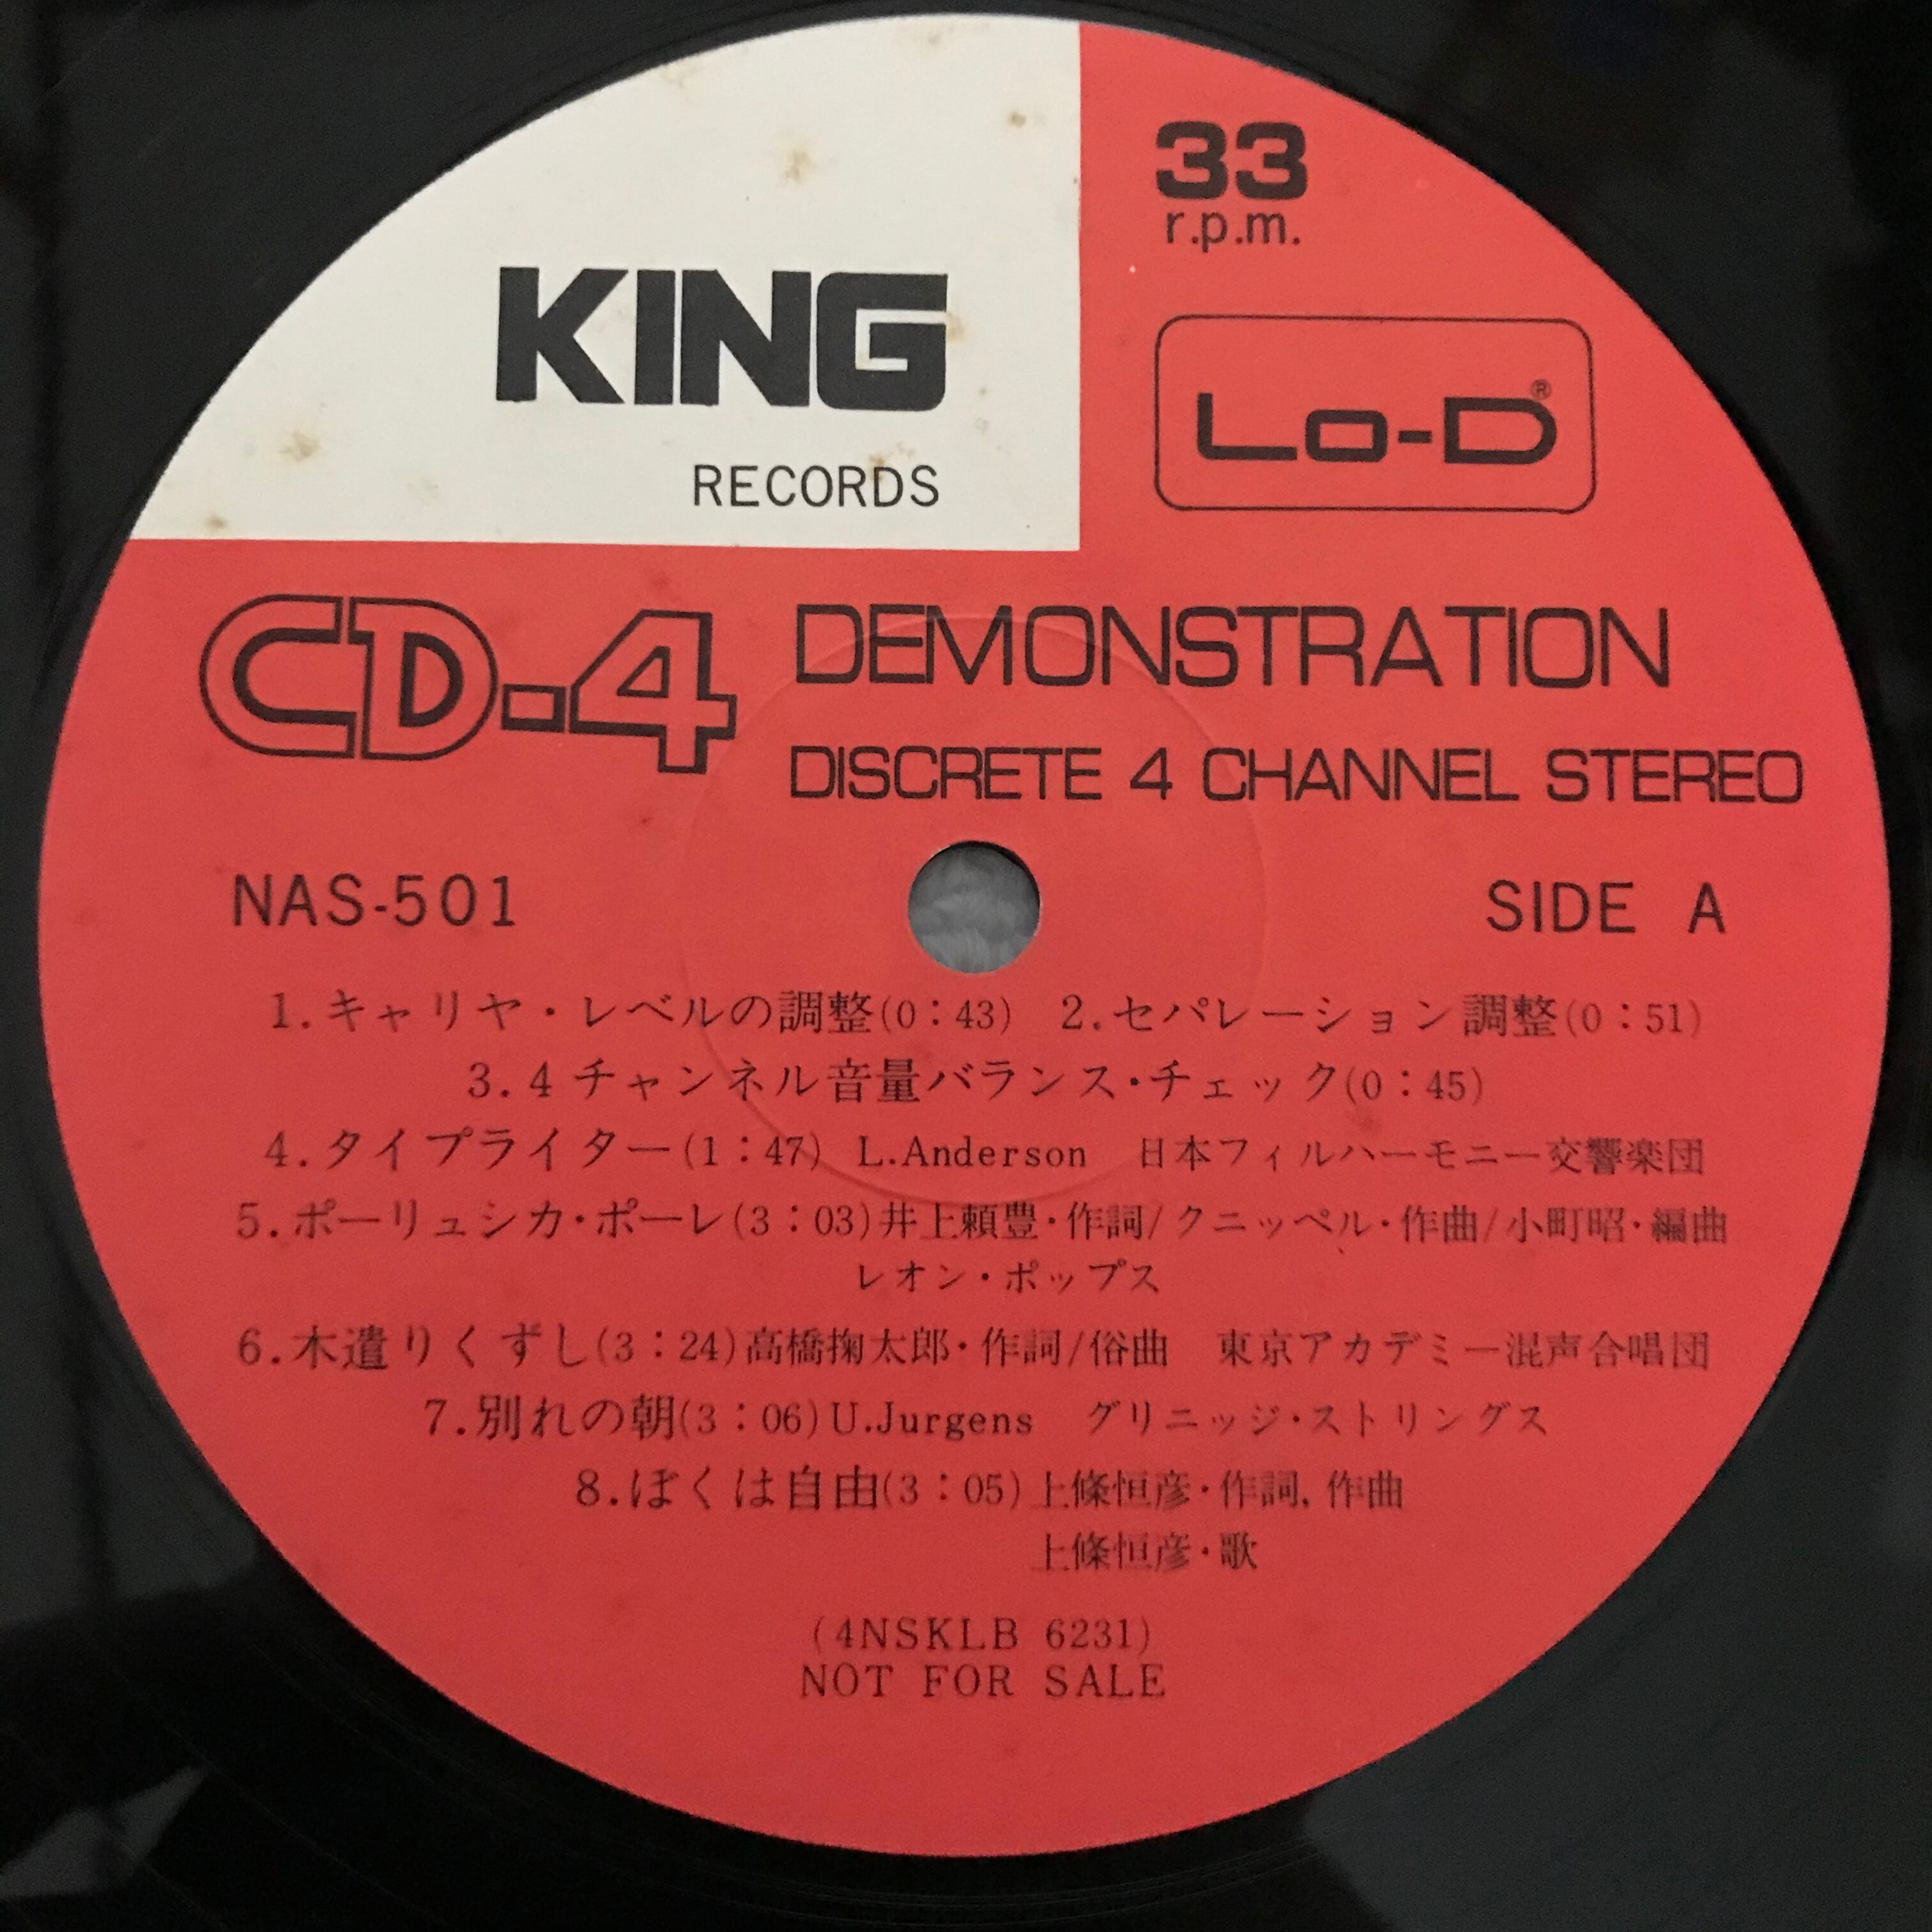 KING
RECORDS
33
r.p.m.
Lo-D®
CD-4 DEMONSTRATION
DISCRETE 4 CHANNEL STEREO
NAS-501 SIDE A
1.キャリヤ・レベルの調整(0:43) 2.セパレーション調整(0:51)
3.4チャンネル音量バランス・チェック(0:45)
4.タイプライター(1:47) L.Anderson 日本フィルハーモニー交響楽団
5.ポーリュシカ・ポーレ(3:03)井上頼豊・作詞/クニッペル・作曲/小町昭・編曲
レオン・ポップス
6.木遣りくずし(3:24)高橋掬太郎・作詞/俗曲 東京アカデミー混声合唱団
7.別れの朝(3:06)U.Jurgens グリニッジ・ストリングス
8.ぼくは自由(3:05)上條恒彦・作詞,作曲
上條恒彦・歌
(4NSKLB 6231)
NOT FOR SALE